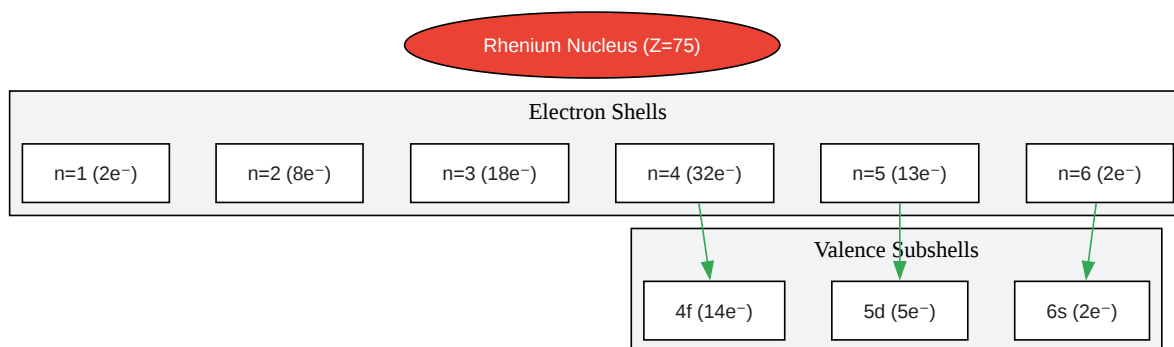 Rhenium Nucleus (Z=75)
Electron Shells
n=1 (2e⁻)
n=2 (8e⁻)
n=3 (18e⁻)
n=4 (32e⁻)
n=5 (13e⁻)
n=6 (2e⁻)
Valence Subshells
4f (14e⁻)
5d (5e⁻)
6s (2e⁻)